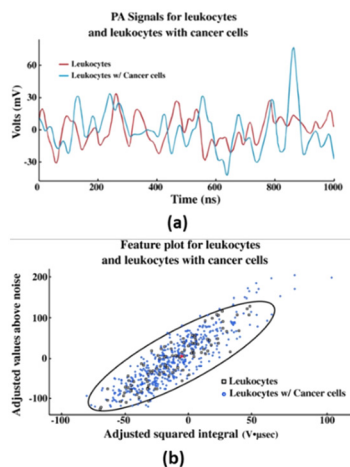 PA Signals for leukocytes
and leukocytes with cancer cells
Leukocytes
Leukocytes w/ Cancer cells
Volts (mV)
60
30
0
-30
0
200
400
600
800
1000
Time (ns)
(a)
Feature plot for leukocytes
and leukocytes with cancer cells
Adjusted values above noise
200
100
0
-100
Leukocytes
Leukocytes w/ Cancer cells
-100
-50
0
50
100
Adjusted squared integral (V•μsec)
(b)